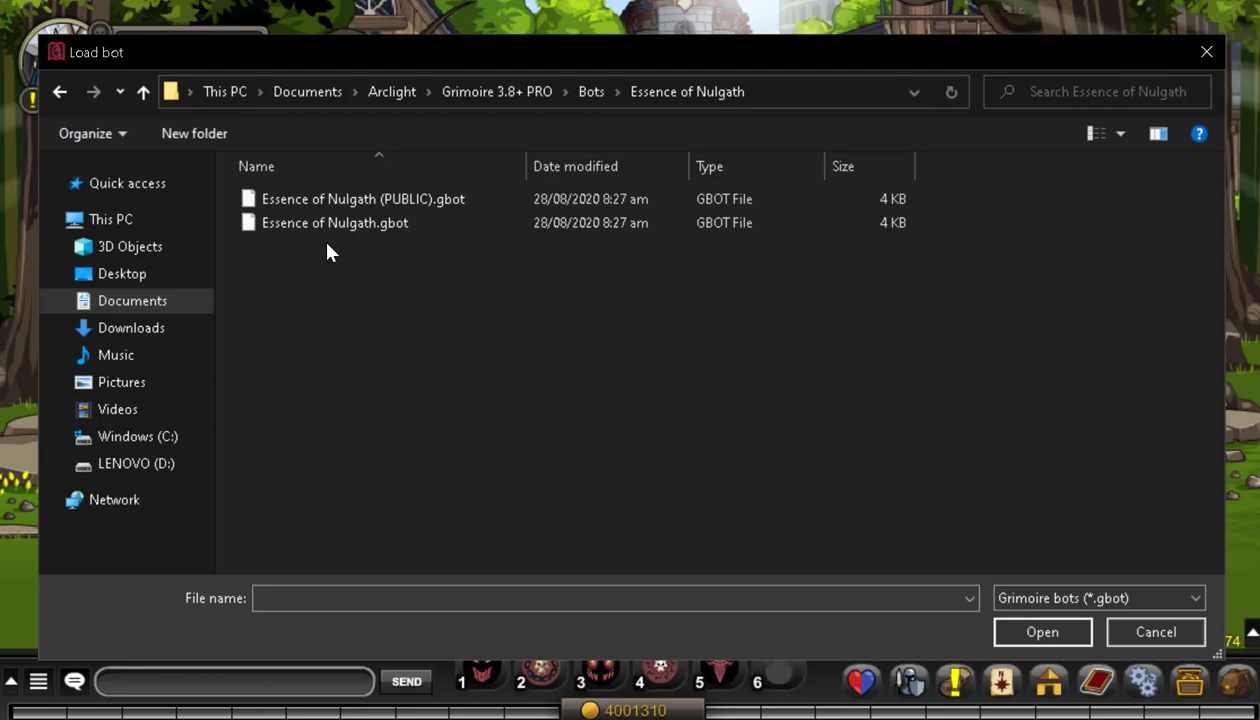 Load bot
This PC > Documents > Arclight > Grimoire 3.8+ PRO > Bots > Essence of Nulgath
Search Essence of Nulgath
Organize
New folder
Name
Date modified
Type
Size
Essence of Nulgath (PUBLIC).gbot 28/08/2020 8:27 am GBOT File 4 KB
Essence of Nulgath.gbot 28/08/2020 8:27 am GBOT File 4 KB
Quick access
This PC
3D Objects
Desktop
Documents
Downloads
Music
Pictures
Videos
Windows (C:)
LENOVO (D:)
Network
File name:
Grimoire bots (*.gbot)
Open
Cancel
74
SEND
1 2 3 4 5 6
4001310